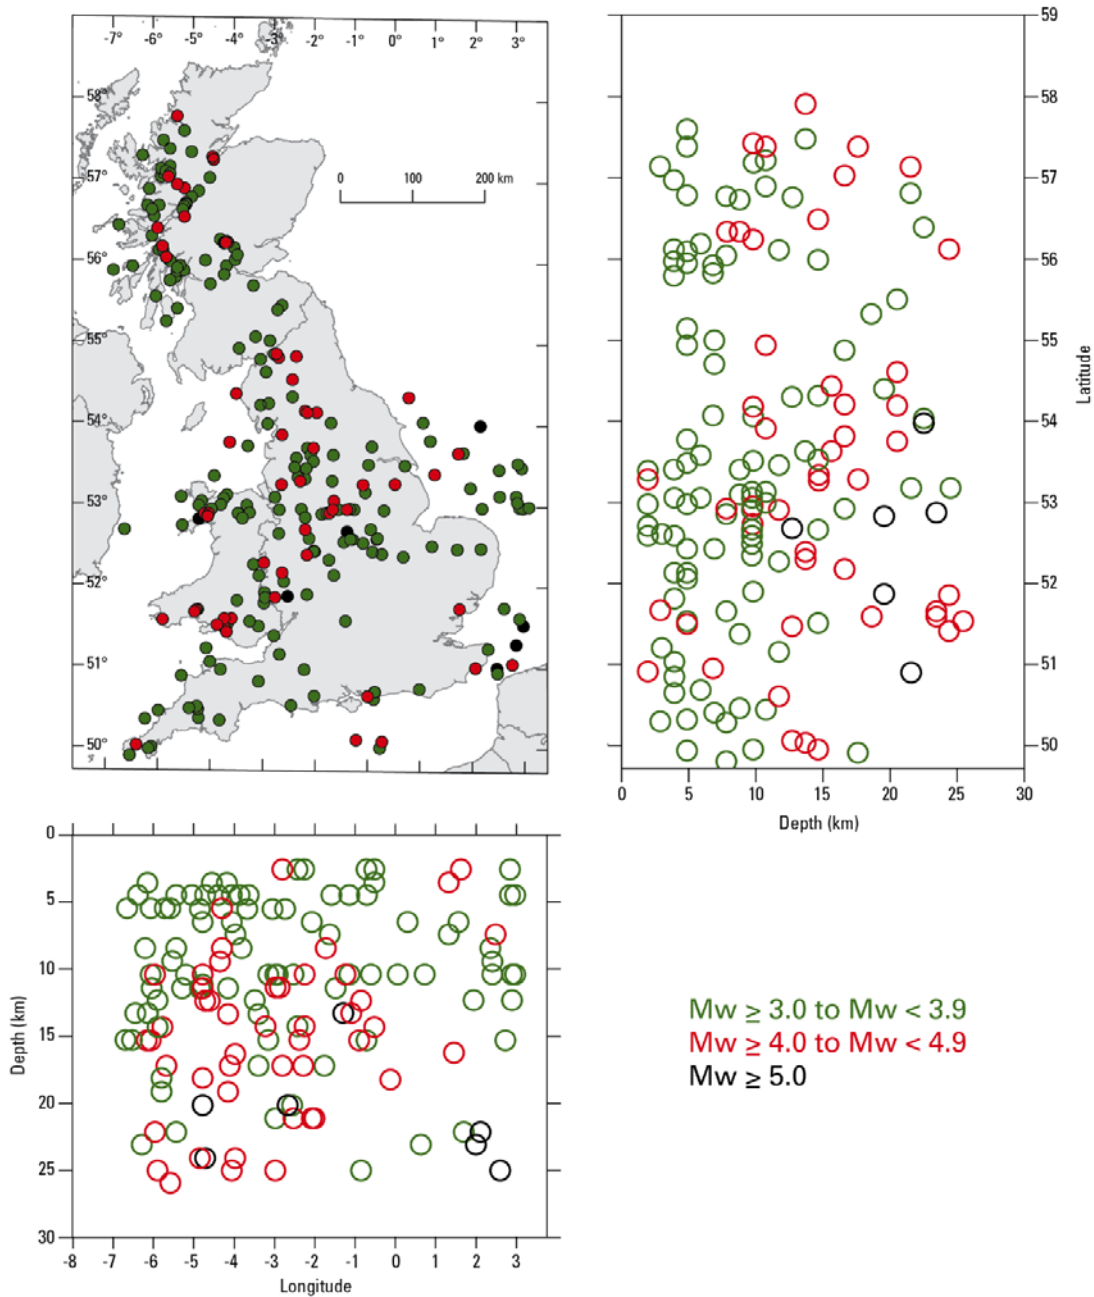 -7° -6° -5° -4° -3° -2° -1° 0° 1° 2° 3°
58°
57°
56°
55°
54°
53°
52°
51°
50°
0 100 200 km
59
58
57
56
55
54
53
52
51
50
Latitude
0 5 10 15 20 25 30
Depth (km)
0
5
10
15
20
25
30
Depth (km)
-8 -7 -6 -5 -4 -3 -2 -1 0 1 2 3
Longitude
Mw ≥ 3.0 to Mw < 3.9
Mw ≥ 4.0 to Mw < 4.9
Mw ≥ 5.0